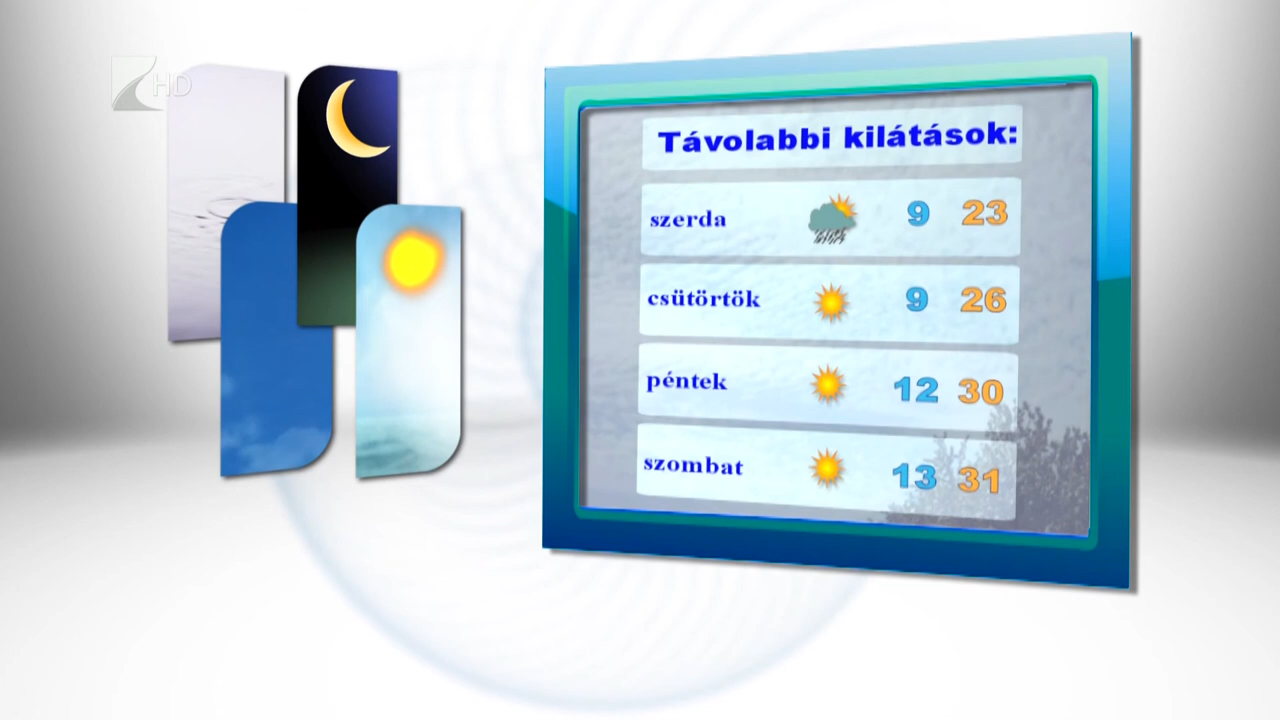 HD
Távolabbi kilátások:
szerda 9 23
csütörtök 9 26
péntek 12 30
szombat 13 31